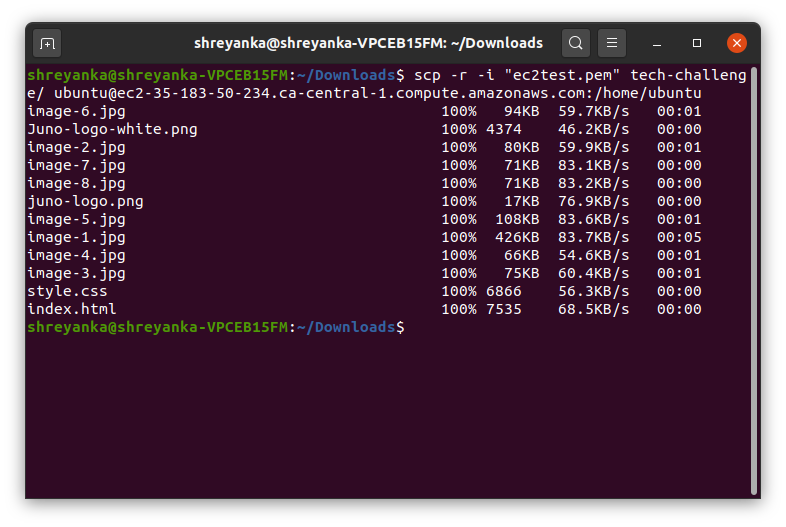 shreyanka@shreyanka-VPCEB15FM: ~/Downloads
shreyanka@shreyanka-VPCEB15FM:~/Downloads$ scp -r -i "ec2test.pem" tech-challeng
e/ ubuntu@ec2-35-183-50-234.ca-central-1.compute.amazonaws.com:/home/ubuntu
image-6.jpg 100% 94KB 59.7KB/s 00:01
Juno-logo-white.png 100% 4374 46.2KB/s 00:00
image-2.jpg 100% 80KB 59.9KB/s 00:01
image-7.jpg 100% 71KB 83.1KB/s 00:00
image-8.jpg 100% 71KB 83.2KB/s 00:00
juno-logo.png 100% 17KB 76.9KB/s 00:00
image-5.jpg 100% 108KB 83.6KB/s 00:01
image-1.jpg 100% 426KB 83.7KB/s 00:05
image-4.jpg 100% 66KB 54.6KB/s 00:01
image-3.jpg 100% 75KB 60.4KB/s 00:01
style.css 100% 6866 56.3KB/s 00:00
index.html 100% 7535 68.5KB/s 00:00
shreyanka@shreyanka-VPCEB15FM:~/Downloads$